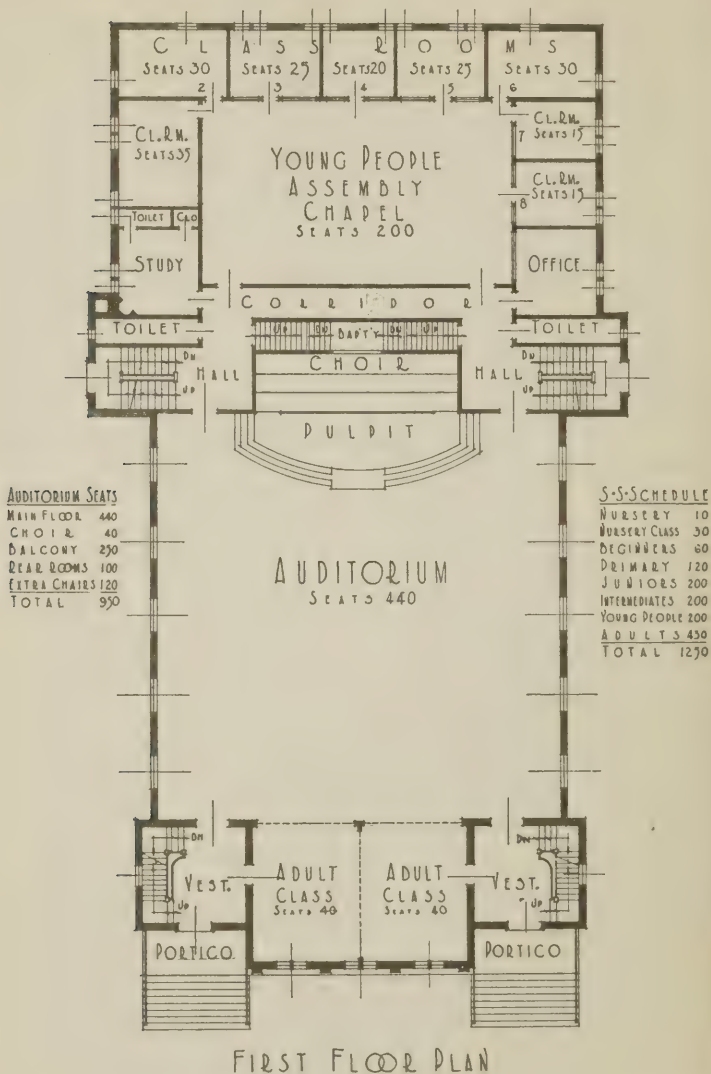 CLASS ROOMS
SEATS 30
SEATS 25
SEATS 20
SEATS 25
SEATS 30
2
3
4
5
6
CL. RM.
SEATS 35
YOUNG PEOPLE
ASSEMBLY
CHAPEL
SEATS 200
7
CL. RM.
SEATS 15
8
CL. RM.
SEATS 15
TOILET
CLO
STUDY
OFFICE
CORRIDOR
TOILET
UP
DN
BAPTY
DN
UP
TOILET
DN
UP
HALL
CHOIR
HALL
DN
UP
PULPIT
AUDITORIUM SEATS
MAIN FLOOR 440
CHOIR 40
BALCONY 250
REAR ROOMS 100
EXTRA CHAIRS 120
TOTAL 950
S-S-SCHEDULE
NURSERY 10
NURSERY CLASS 30
BEGINNERS 60
PRIMARY 120
JUNIORS 200
INTERMEDIATES 200
YOUNG PEOPLE 200
ADULTS 430
TOTAL 1250
AUDITORIUM
SEATS 440
DN
VEST.
UP
ADULT
CLASS
SEATS 40
ADULT
CLASS
SEATS 40
DN
VEST.
UP
PORTICO
PORTICO
FIRST FLOOR PLAN